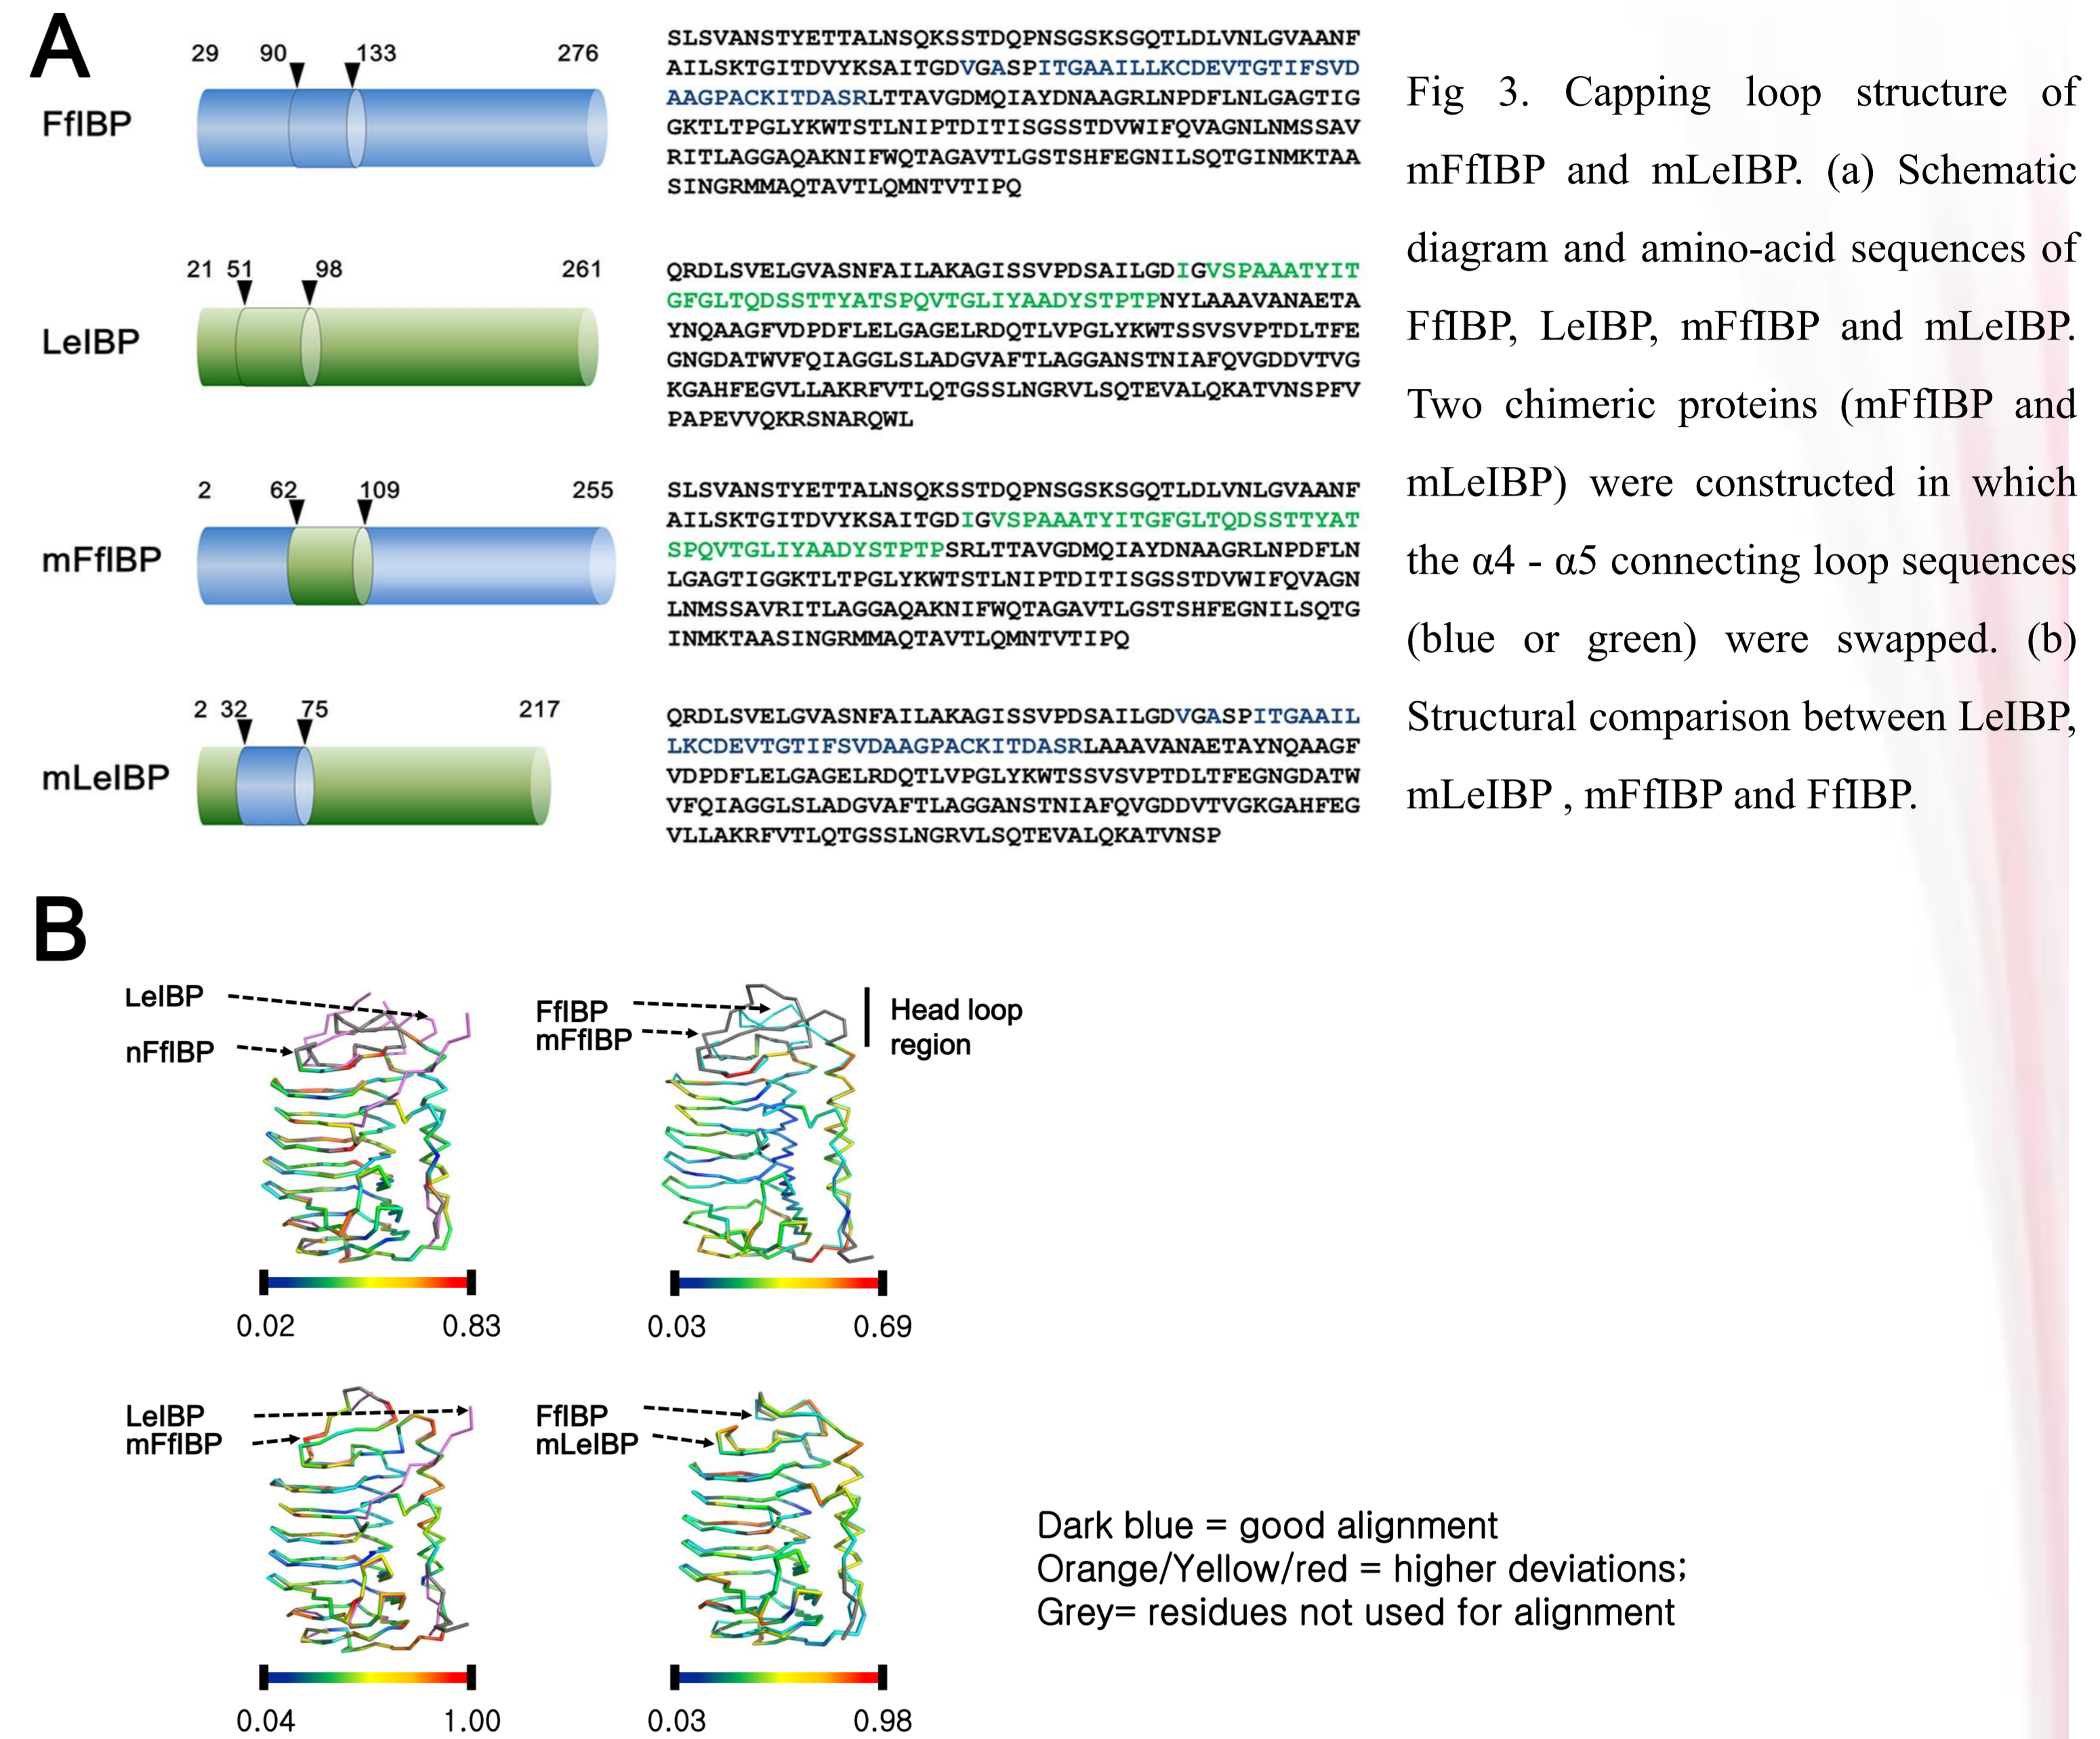 A
29 90 133 276
FfIBP
SLSVANSTYETTALNSQKSSTDQPNSGSKSGQTLDLVNLGVAANF
AILSKTGITDVYKSAITGDVGASPITGAAILLKCDEVTGTIFSVD
AAGPACKITDASRLTTAVGDMQIAYDNAAGRLNPDFLNLGAGTIG
GKTLTPGLYKWTSTLNIPTDITISGSSTDVWIFQVAGNLNMSSAV
RITLAGGAQAKNIFWQTAGAVTLGSTSHFEGNILSQTGINMKTAA
SINGRMMAQTAVTLQMNTVTIPQ
21 51 98 261
LeIBP
QRDLSVELGVASNFAILAKAGISSVPDSAILGDIGVSPAAATYIT
GFGLTQDSSTTYATSPQVTGLIYAADYSTPTPNYLAAAVANAETA
YNQAAGFVDPDFLELGAGELRDQTLVPGLYKWTSSVSVPTDLTFE
GNGDATWVFQIAGGLSLADGVAFTLAGGANSTNIAFQVGDDVTVG
KGAHFEGVLLAKRFVTLQTGSSLNGRVLSQTEVALQKATVNSPFV
PAPEVVQKRSNARQWL
2 62 109 255
mFfIBP
SLSVANSTYETTALNSQKSSTDQPNSGSKSGQTLDLVNLGVAANF
AILSKTGITDVYKSAITGDIGVSPAAATYITGFGLTQDSSTTYAT
SPQVTGLIYAADYSTPTPSRLTTAVGDMQIAYDNAAGRLNPDFLN
LGAGTIGGKTLTPGLYKWTSTLNIPTDITISGSSTDVWIFQVAGN
LNMSSAVRITLAGGAQAKNIFWQTAGAVTLGSTSHFEGNILSQTG
INMKTAASINGRMMAQTAVTLQMNTVTIPQ
2 32 75 217
mLeIBP
QRDLSVELGVASNFAILAKAGISSVPDSAILGDVGASPITGAAIL
LKCDEVTGTIFSVDAAGPACKITDASRLAAAVANAETAYNQAAGF
VDPDFLELGAGELRDQTLVPGLYKWTSSVSVPTDLTFEGNGDATW
VFQIAGGLSLADGVAFTLAGGANSTNIAFQVGDDVTVGKGAHFEG
VLLAKRFVTLQTGSSLNGRVLSQTEVALQKATVNSP
Fig 3. Capping loop structure of
mFfIBP and mLeIBP. (a) Schematic
diagram and amino-acid sequences of
FfIBP, LeIBP, mFfIBP and mLeIBP.
Two chimeric proteins (mFfIBP and
mLeIBP) were constructed in which
the α4 - α5 connecting loop sequences
(blue or green) were swapped. (b)
Structural comparison between LeIBP,
mLeIBP , mFfIBP and FfIBP.
B
LeIBP
nFfIBP
0.02 0.83
FfIBP
mFfIBP
Head loop
region
0.03 0.69
LeIBP
mFfIBP
0.04 1.00
FfIBP
mLeIBP
0.03 0.98
Dark blue = good alignment
Orange/Yellow/red = higher deviations;
Grey= residues not used for alignment